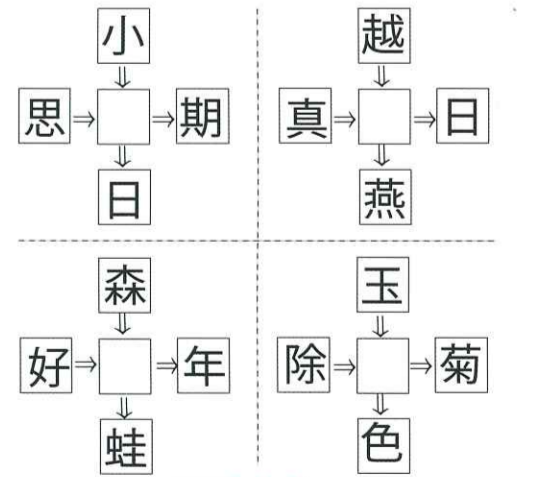 小
越
思 期
真 日
日
燕
森
玉
好 年
除 菊
蛙
色